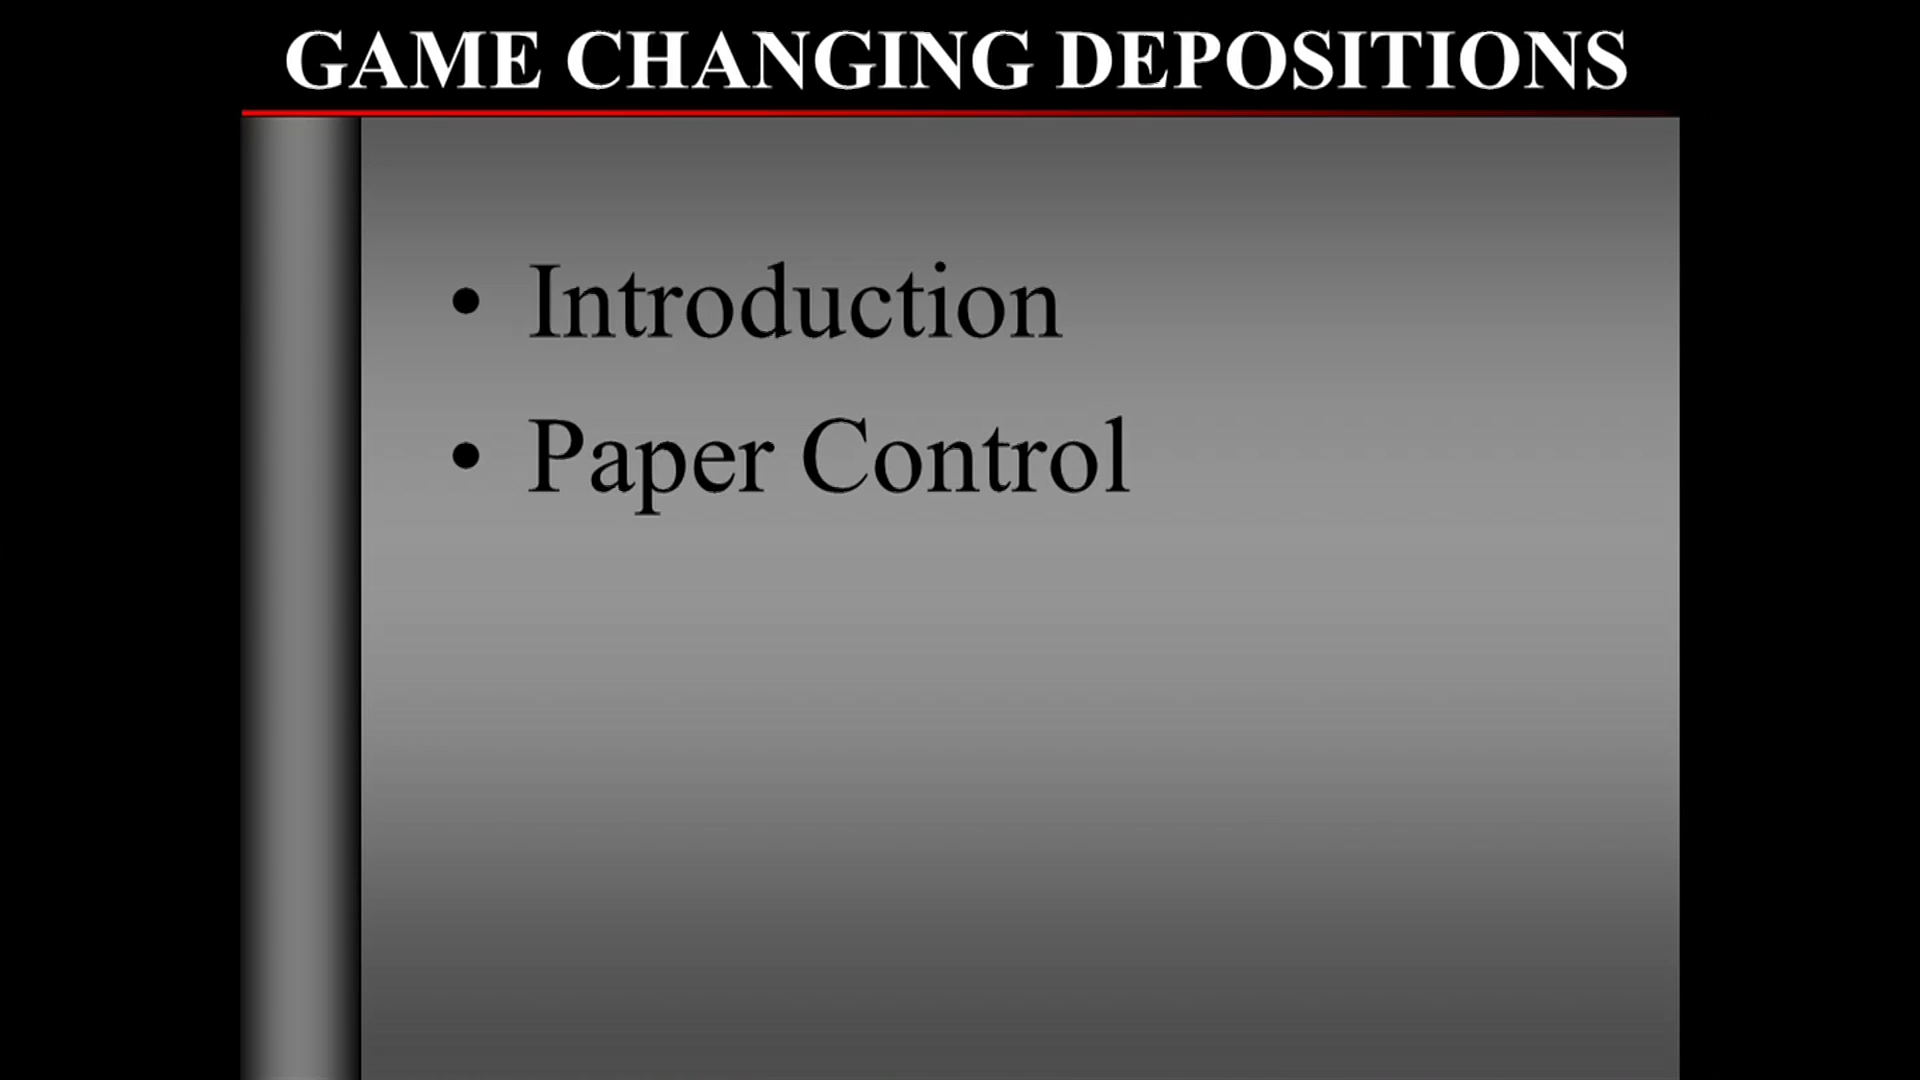 GAME CHANGING DEPOSITIONS
• Introduction
• Paper Control